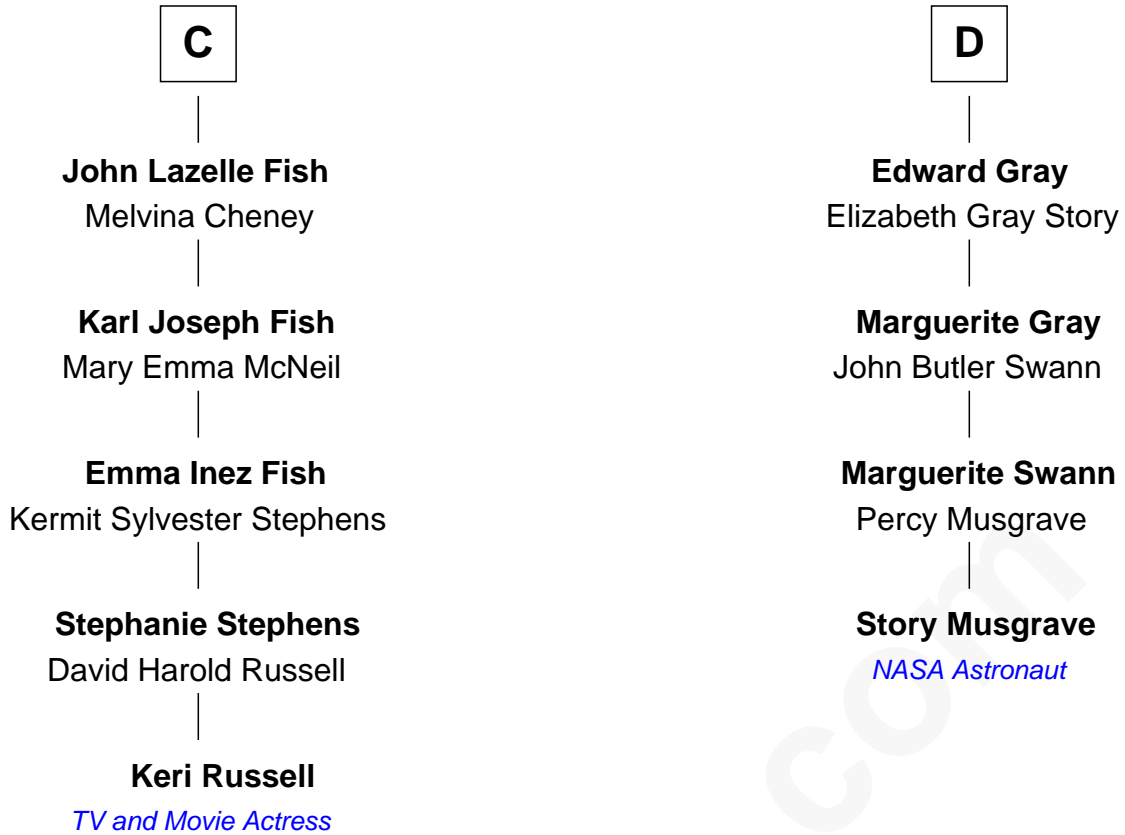 C
John Lazelle Fish
Melvina Cheney
Karl Joseph Fish
Mary Emma McNeil
Emma Inez Fish
Kermit Sylvester Stephens
Stephanie Stephens
David Harold Russell
Keri Russell
TV and Movie Actress
D
Edward Gray
Elizabeth Gray Story
Marguerite Gray
John Butler Swann
Marguerite Swann
Percy Musgrave
Story Musgrave
NASA Astronaut
com